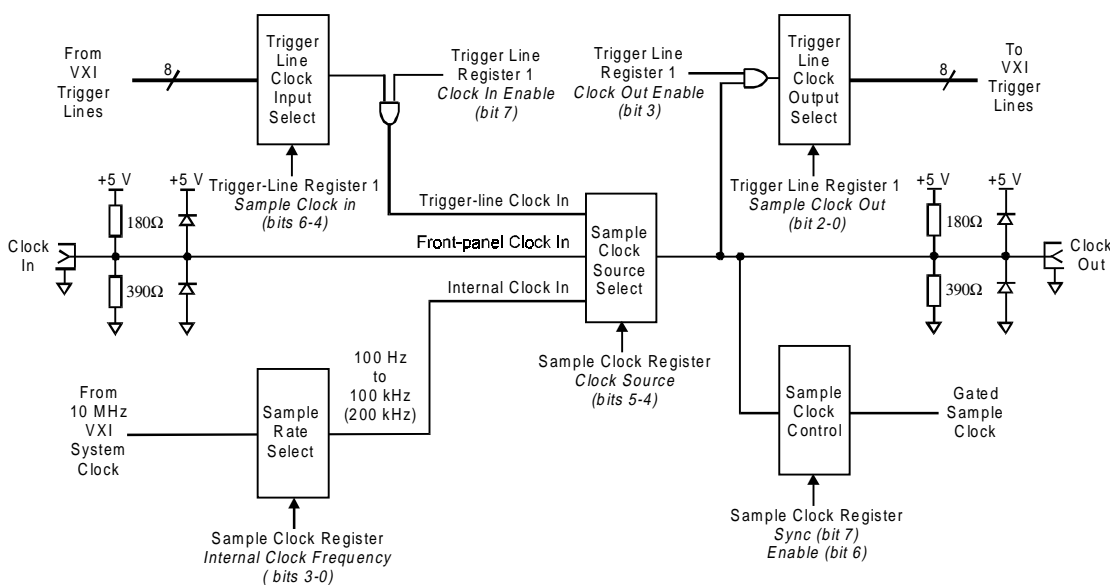 From
VXI
Trigger
Lines
8
Trigger
Line
Clock
Input
Select
Trigger Line
Register 1
Clock In Enable
(bit 7)
Trigger Line
Register 1
Clock Out Enable
(bit 3)
Trigger
Line
Clock
Output
Select
8
To
VXI
Trigger
Lines
+5 V
+5 V
Trigger-Line Register 1
Sample Clock in
(bits 6-4)
180Ω
390Ω
Clock
In
Trigger-line Clock In
Front-panel Clock In
Internal Clock In
Sample
Clock
Source
Select
Trigger Line Register 1
Sample Clock Out
(bit 2-0)
+5 V
+5 V
180Ω
390Ω
Clock
Out
Sample Clock Register
Clock Source
(bits 5-4)
From
10 MHz
VXI
System
Clock
Sample
Rate
Select
100 Hz
to
100 kHz
(200 kHz)
Sample
Clock
Control
Gated
Sample
Clock
Sample Clock Register
Internal Clock Frequency
( bits 3-0)
Sample Clock Register
Sync (bit 7)
Enable (bit 6)